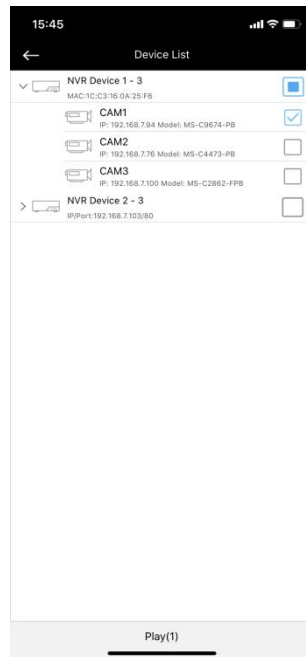 15:45
Device List
NVR Device 1 - 3
MAC:1C:C3:16:0A:25:F6
CAM1
IP: 192.168.7.94 Model: MS-C9674-PB
CAM2
IP: 192.168.7.76 Model: MS-C4473-PB
CAM3
IP: 192.168.7.100 Model: MS-C2862-FPB
NVR Device 2 - 3
IP/Port:192.168.7.103/80
Play(1)